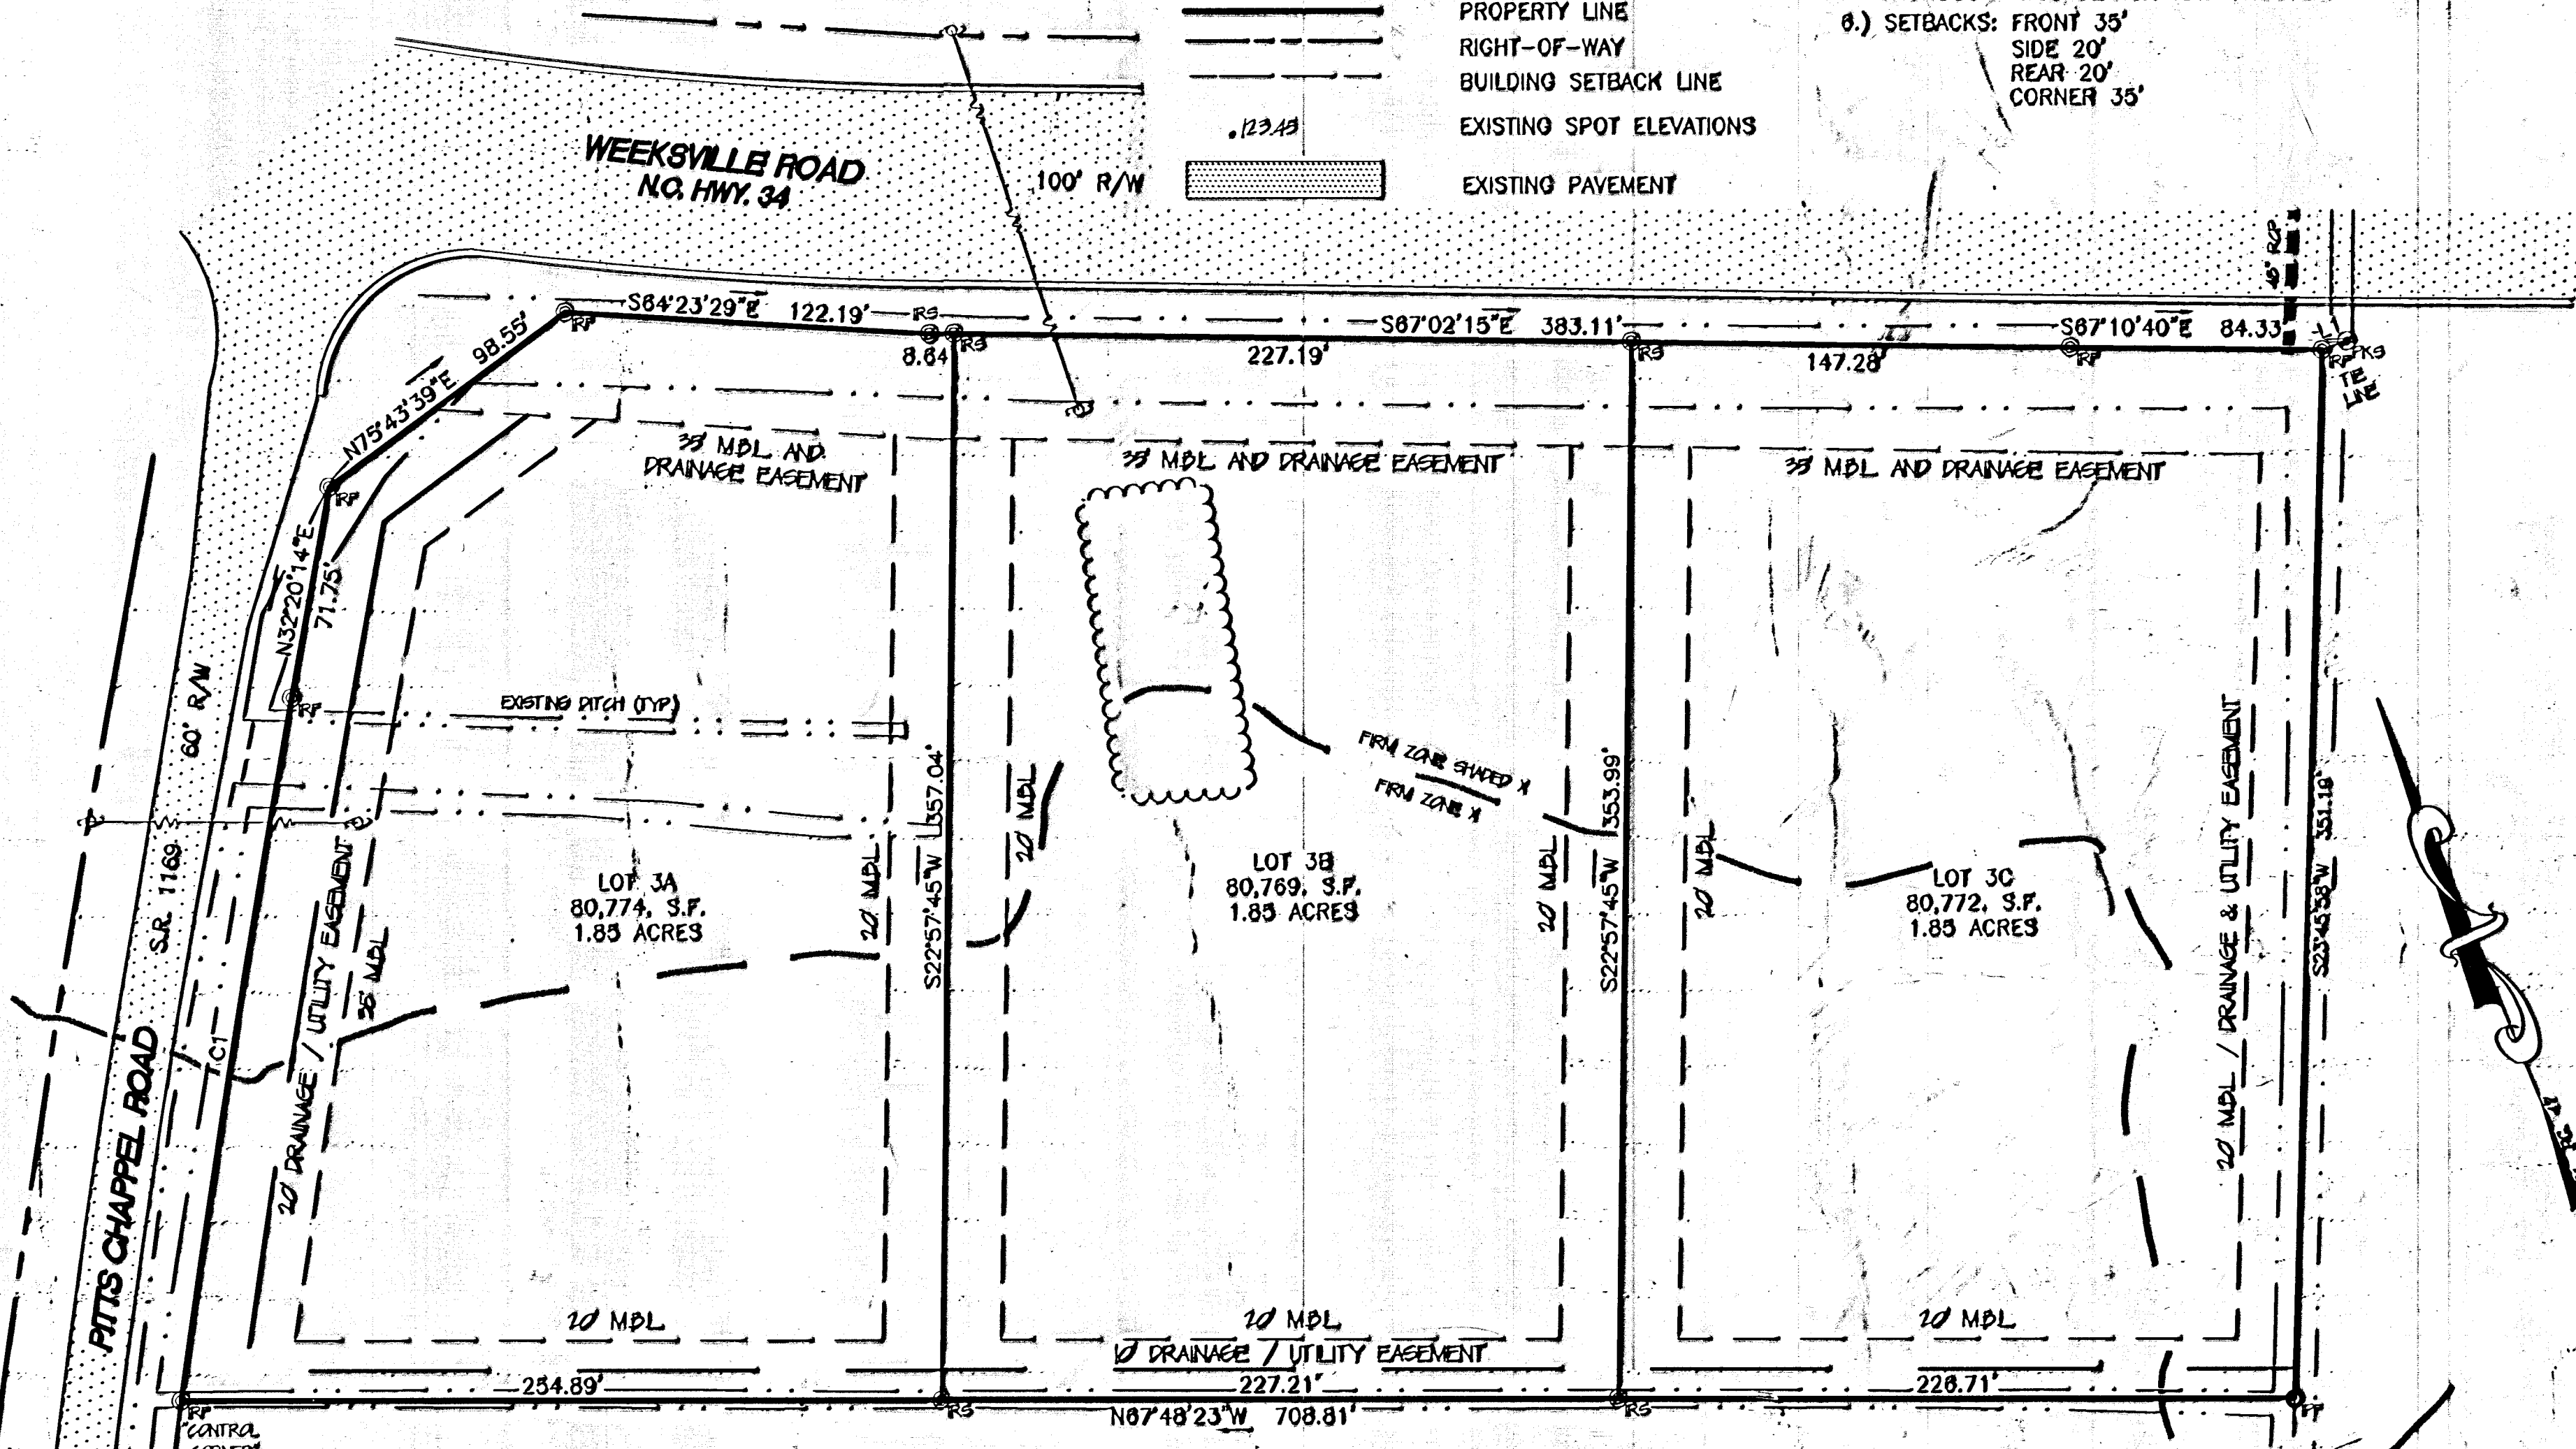 PROPERTY LINE
RIGHT-OF-WAY
BUILDING SETBACK LINE
.123.45
EXISTING SPOT ELEVATIONS
EXISTING PAVEMENT
6.) SETBACKS: FRONT 35'
SIDE 20'
REAR 20'
CORNER 35'
WEEKSVILLE ROAD
N.C. HWY. 34
100' R/W
48" RCP
S64°23'29"E 122.19'
IRS
S67°02'15"E 383.11'
S67°10'40"E 84.33'
L1
IRF
8.64'
IRS
227.19'
IRS
147.28'
IRF
IRF
PKS
TIE
LINE
N75°43'39"E 98.55'
IRF
35' MBL AND
DRAINAGE EASEMENT
35' MBL AND DRAINAGE EASEMENT
35' MBL AND DRAINAGE EASEMENT
N32°20'14"E
71.75'
IRF
EXISTING DITCH (TYP.)
60' R/W
S.R. 1169
PITTS CHAPPEL ROAD
C1
20' DRAINAGE / UTILITY EASEMENT
35' MBL
FIRM ZONE SHADED X
FIRM ZONE X
LOT 3A
80,774. S.F.
1.85 ACRES
20' MBL
S22°57'45"W 357.04'
20' MBL
LOT 3B
80,769. S.F.
1.85 ACRES
20' MBL
S22°57'45"W 353.99'
20' MBL
LOT 3C
80,772. S.F.
1.85 ACRES
20' MBL / DRAINAGE & UTILITY EASEMENT
S23°45'58"W 351.19'
20' MBL
20' MBL
20' MBL
10' DRAINAGE / UTILITY EASEMENT
254.89'
227.21'
226.71'
IRF
IRS
N67°48'23"W 708.81'
IRS
IPF
CONTROL
CORNER